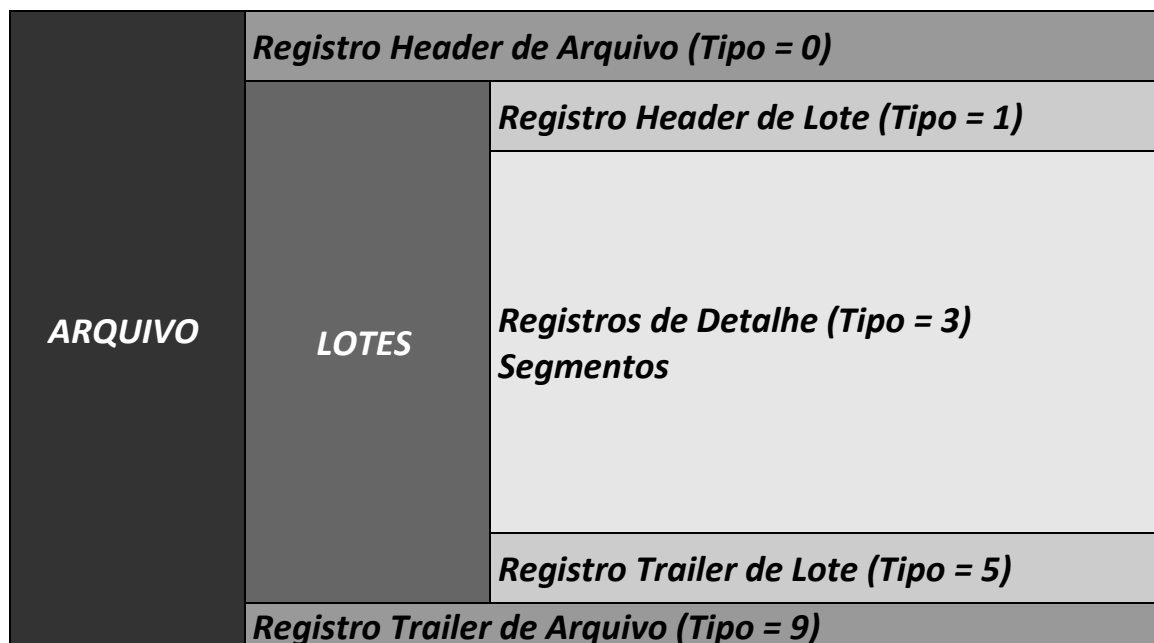 Registro Header de Arquivo (Tipo = 0)
Registro Header de Lote (Tipo = 1)
ARQUIVO
LOTES
Registros de Detalhe (Tipo = 3)
Segmentos
Registro Trailer de Lote (Tipo = 5)
Registro Trailer de Arquivo (Tipo = 9)